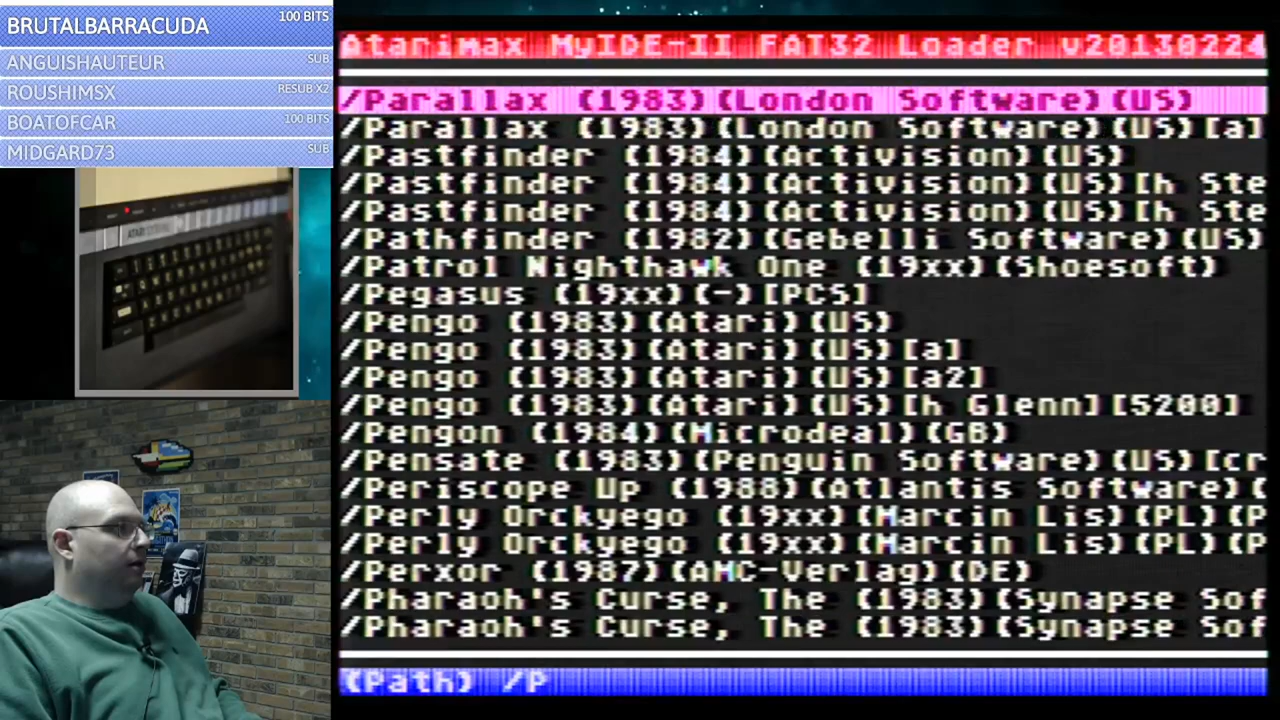 BRUTALBARRACUDA 100 BITS
ANGUISHAUTEUR SUB
ROUSHIMSX RESUB X2
BOATOFCAR 100 BITS
MIDGARD73 SUB
Atarimax MyIDE-II FAT32 Loader v20130224
/Parallax (1983)(London Software)(US)
/Parallax (1983)(London Software)(US)[a]
/Pastfinder (1984)(Activision)(US)
/Pastfinder (1984)(Activision)(US)[h Ste
/Pastfinder (1984)(Activision)(US)[h Ste
/Pathfinder (1982)(Gebelli Software)(US)
/Patrol Nighthawk One (19xx)(Shoesoft)
/Pegasus (19xx)(-)[PCS]
/Pengo (1983)(Atari)(US)
/Pengo (1983)(Atari)(US)[a]
/Pengo (1983)(Atari)(US)[a2]
/Pengo (1983)(Atari)(US)[h Glenn][5200]
/Pengon (1984)(Microdeal)(GB)
/Pensate (1983)(Penguin Software)(US)[cr
/Periscope Up (1988)(Atlantis Software)(
/Perly Orckyego (19xx)(Marcin Lis)(PL)(P
/Perly Orckyego (19xx)(Marcin Lis)(PL)(P
/Perxor (1987)(AMC-Verlag)(DE)
/Pharaoh's Curse, The (1983)(Synapse Sof
/Pharaoh's Curse, The (1983)(Synapse Sof
(Path) /P